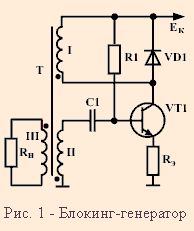 Eк
I
R1
VD1
T
C1
VT1
III
Rн
II
Rэ
Рис. 1 - Блокинг-генератор